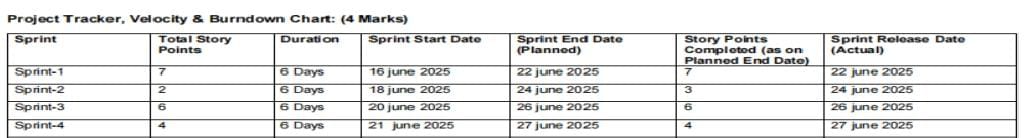 Project Tracker, Velocity & Burndown Chart: (4 Marks)
Sprint Total Story Points Duration Sprint Start Date Sprint End Date (Planned) Story Points Completed (as on Planned End Date) Sprint Release Date (Actual)
Sprint-1 7 6 Days 16 june 2025 22 june 2025 7 22 june 2025
Sprint-2 2 6 Days 18 june 2025 24 june 2025 3 24 june 2025
Sprint-3 6 6 Days 20 june 2025 26 june 2025 6 26 june 2025
Sprint-4 4 6 Days 21 june 2025 27 june 2025 4 27 june 2025